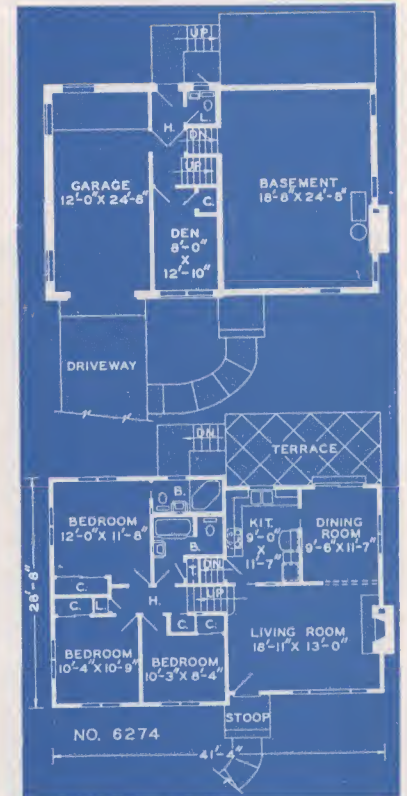 UP
L.
H.
DN.
UP
GARAGE
12'-0" X 24'-8"
C.
DEN
8'-0"
X
12'-10"
BASEMENT
18'-8" X 24'-8"
DRIVEWAY
DN.
TERRACE
B.
BEDROOM
12'-0" X 11'-8"
KIT.
9'-0"
X
11'-7"
DINING
ROOM
9'-6" X 11'-7"
B.
T.
DN.
28'-8"
C.
C.
L.
H.
UP
C.
C.
LIVING ROOM
18'-11" X 13'-0"
BEDROOM
10'-4" X 10'-9"
BEDROOM
10'-3" X 8'-4"
STOOP
NO. 6274
41'-4"